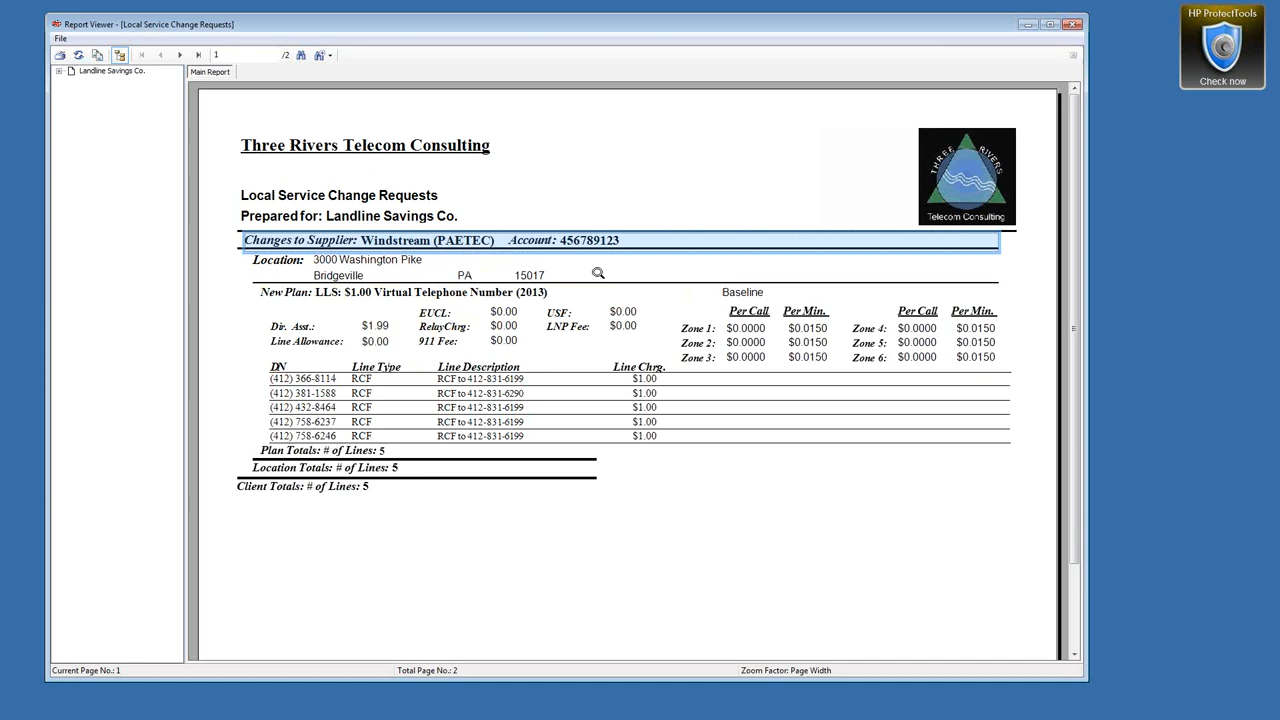 Report Viewer - [Local Service Change Requests]
HP ProtectTools
Check now
File
1 /2
Landline Savings Co.
Main Report
Three Rivers Telecom Consulting
THREE RIVERS
Telecom Consulting
Local Service Change Requests
Prepared for: Landline Savings Co.
Changes to Supplier: Windstream (PAETEC) Account: 456789123
Location: 3000 Washington Pike
Bridgeville PA 15017
New Plan: LLS: $1.00 Virtual Telephone Number (2013) Baseline
EUCL: $0.00 USF: $0.00 Per Call Per Min. Per Call Per Min.
Dir. Asst.: $1.99 RelayChrg: $0.00 LNP Fee: $0.00 Zone 1: $0.0000 $0.0150 Zone 4: $0.0000 $0.0150
Line Allowance: $0.00 911 Fee: $0.00 Zone 2: $0.0000 $0.0150 Zone 5: $0.0000 $0.0150
Zone 3: $0.0000 $0.0150 Zone 6: $0.0000 $0.0150
DN Line Type Line Description Line Chrg.
(412) 366-8114 RCF RCF to 412-831-6199 $1.00
(412) 381-1588 RCF RCF to 412-831-6290 $1.00
(412) 432-8464 RCF RCF to 412-831-6199 $1.00
(412) 758-6237 RCF RCF to 412-831-6199 $1.00
(412) 758-6246 RCF RCF to 412-831-6199 $1.00
Plan Totals: # of Lines: 5
Location Totals: # of Lines: 5
Client Totals: # of Lines: 5
Current Page No.: 1 Total Page No.: 2 Zoom Factor: Page Width